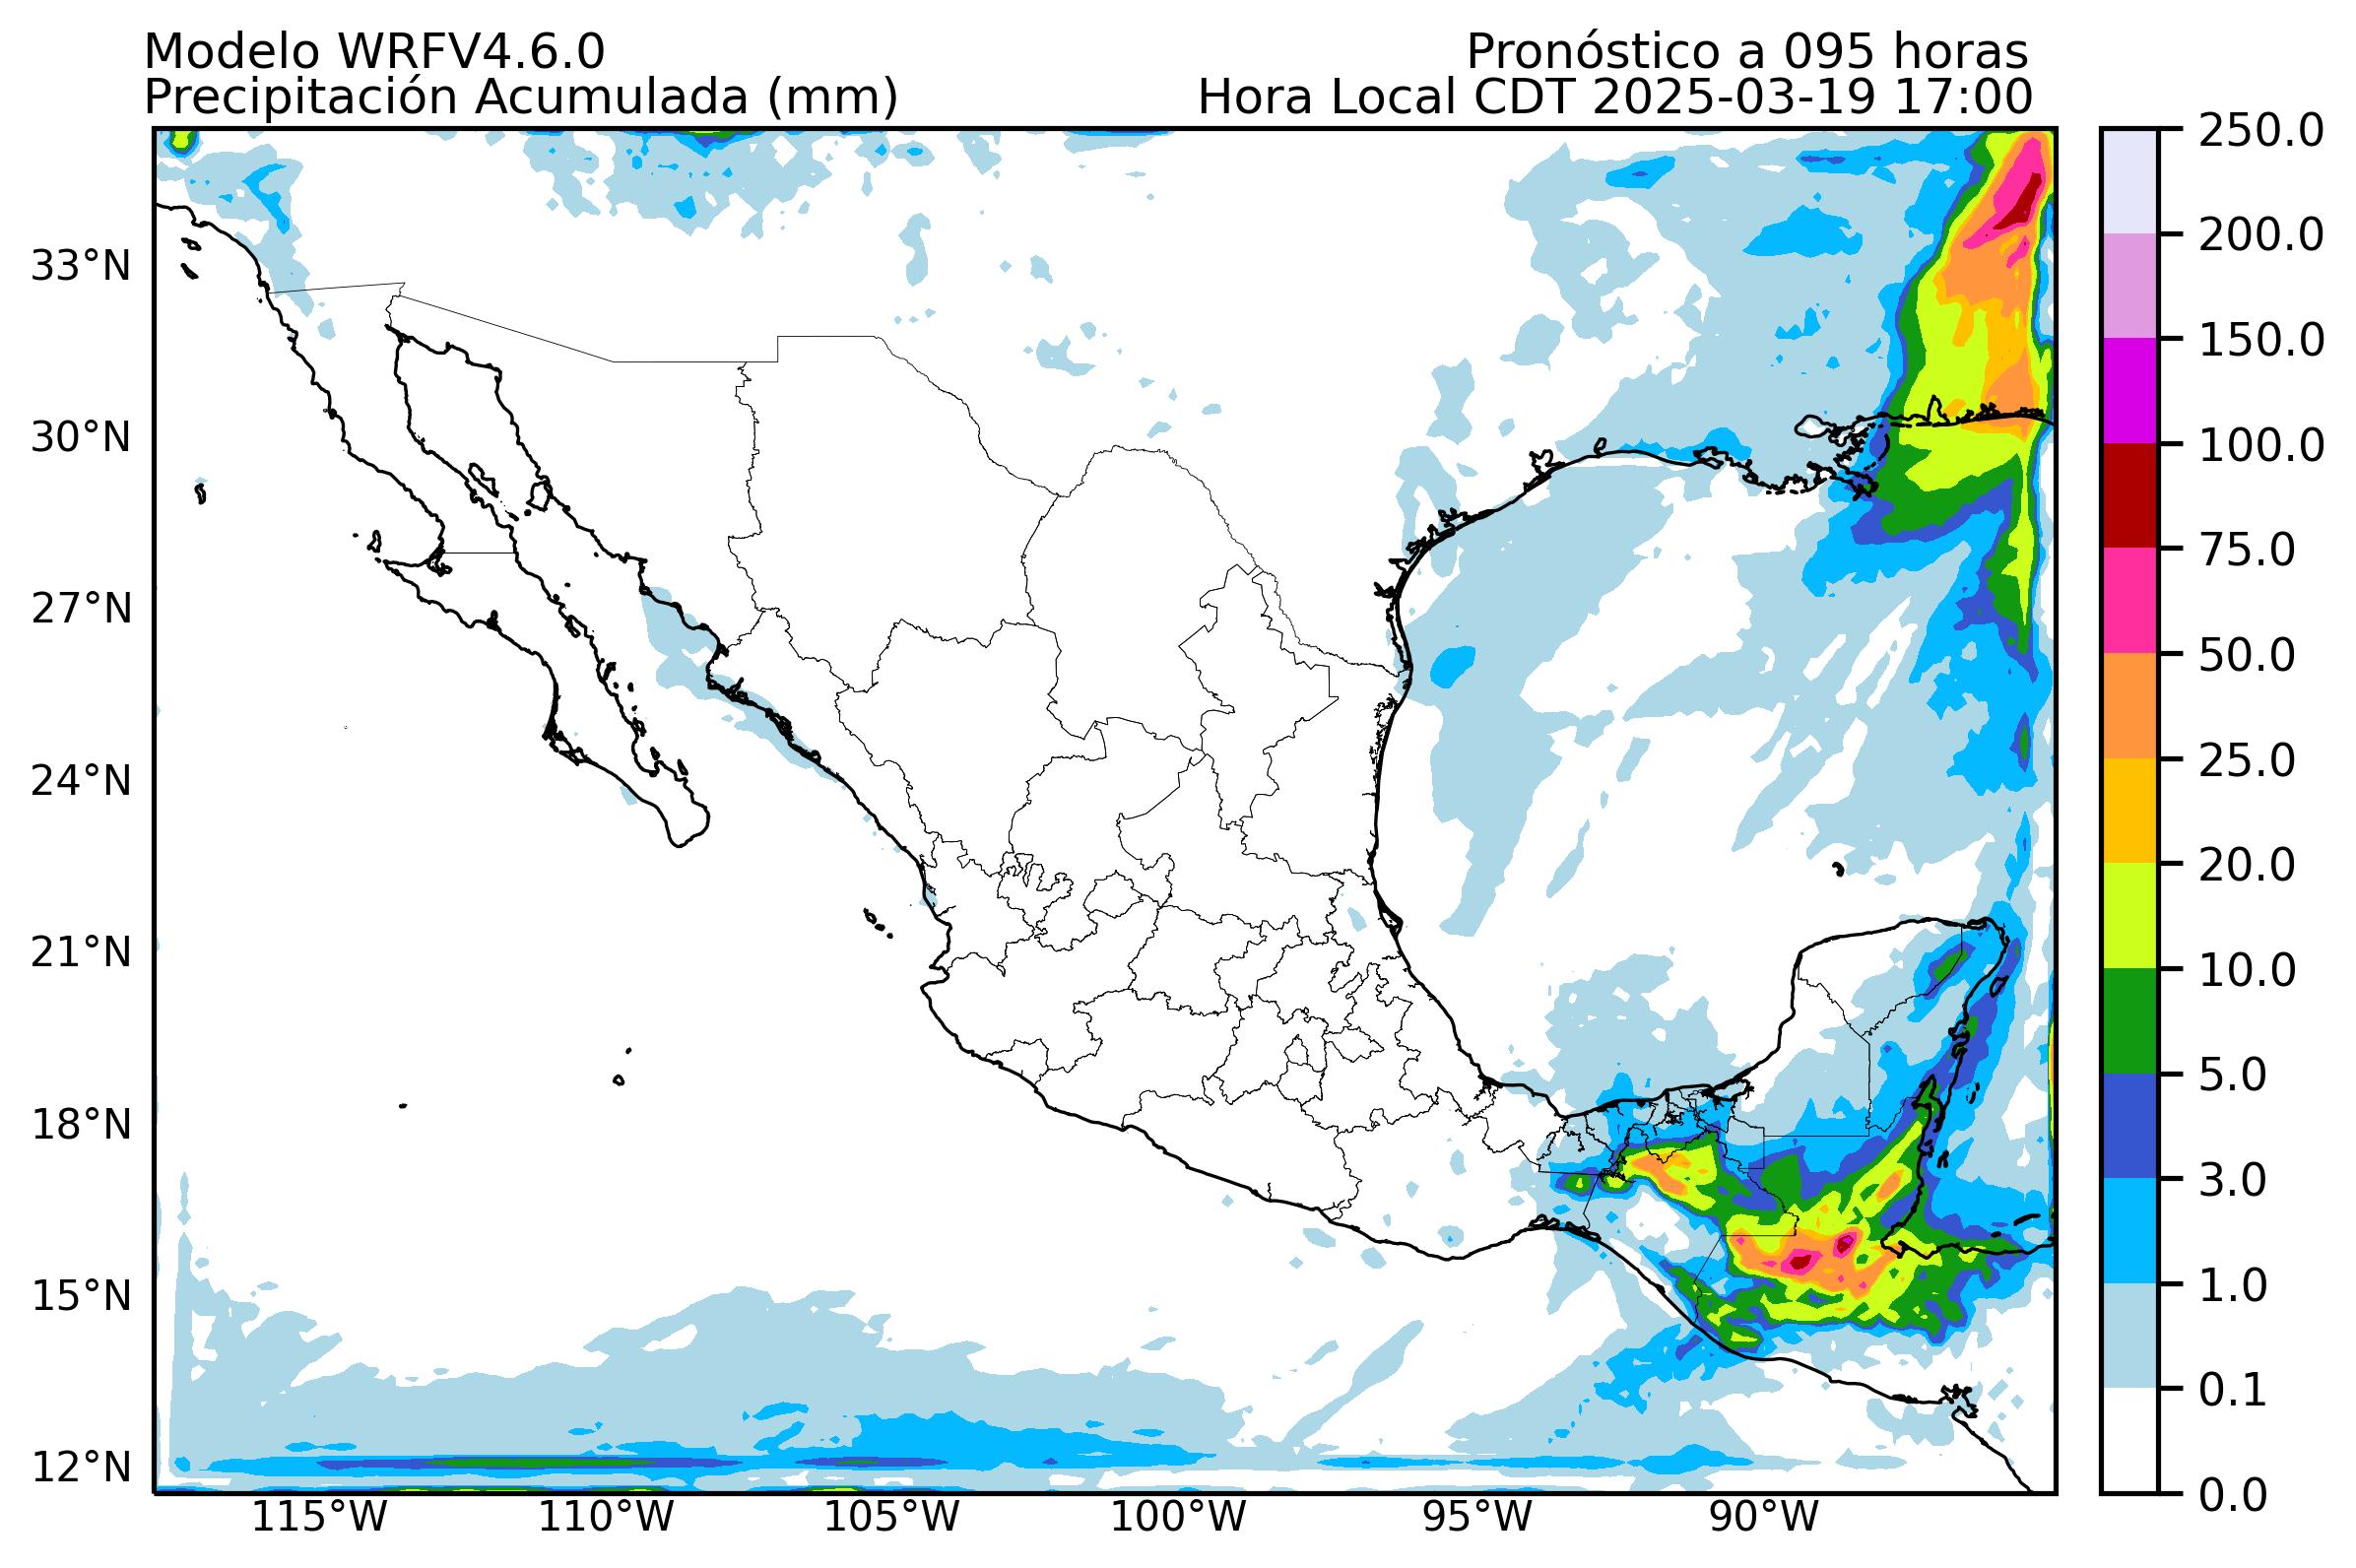 Modelo WRFV4.6.0
Pronóstico a 095 horas
Precipitación Acumulada (mm)
Hora Local CDT 2025-03-19 17:00
33°N
30°N
27°N
24°N
21°N
18°N
15°N
12°N
115°W
110°W
105°W
100°W
95°W
90°W
250.0
200.0
150.0
100.0
75.0
50.0
25.0
20.0
10.0
5.0
3.0
1.0
0.1
0.0